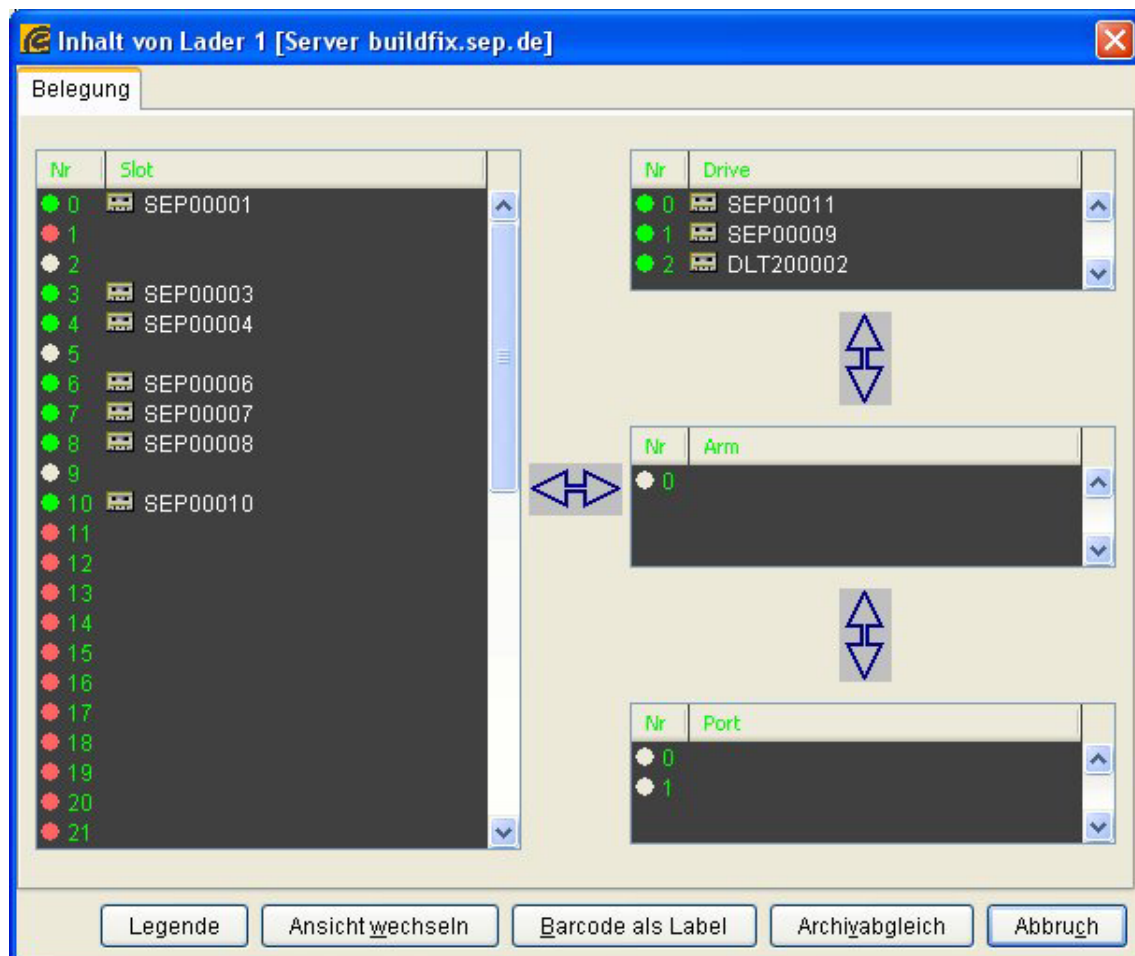 Inhalt von Lader 1 [Server buildfix.sep.de]
Belegung
Nr Slot
0 SEP00001
1
2
3 SEP00003
4 SEP00004
5
6 SEP00006
7 SEP00007
8 SEP00008
9
10 SEP00010
11
12
13
14
15
16
17
18
19
20
21
Nr Drive
0 SEP00011
1 SEP00009
2 DLT200002
Nr Arm
0
Nr Port
0
1
Legende Ansicht wechseln Barcode als Label Archivabgleich Abbruch